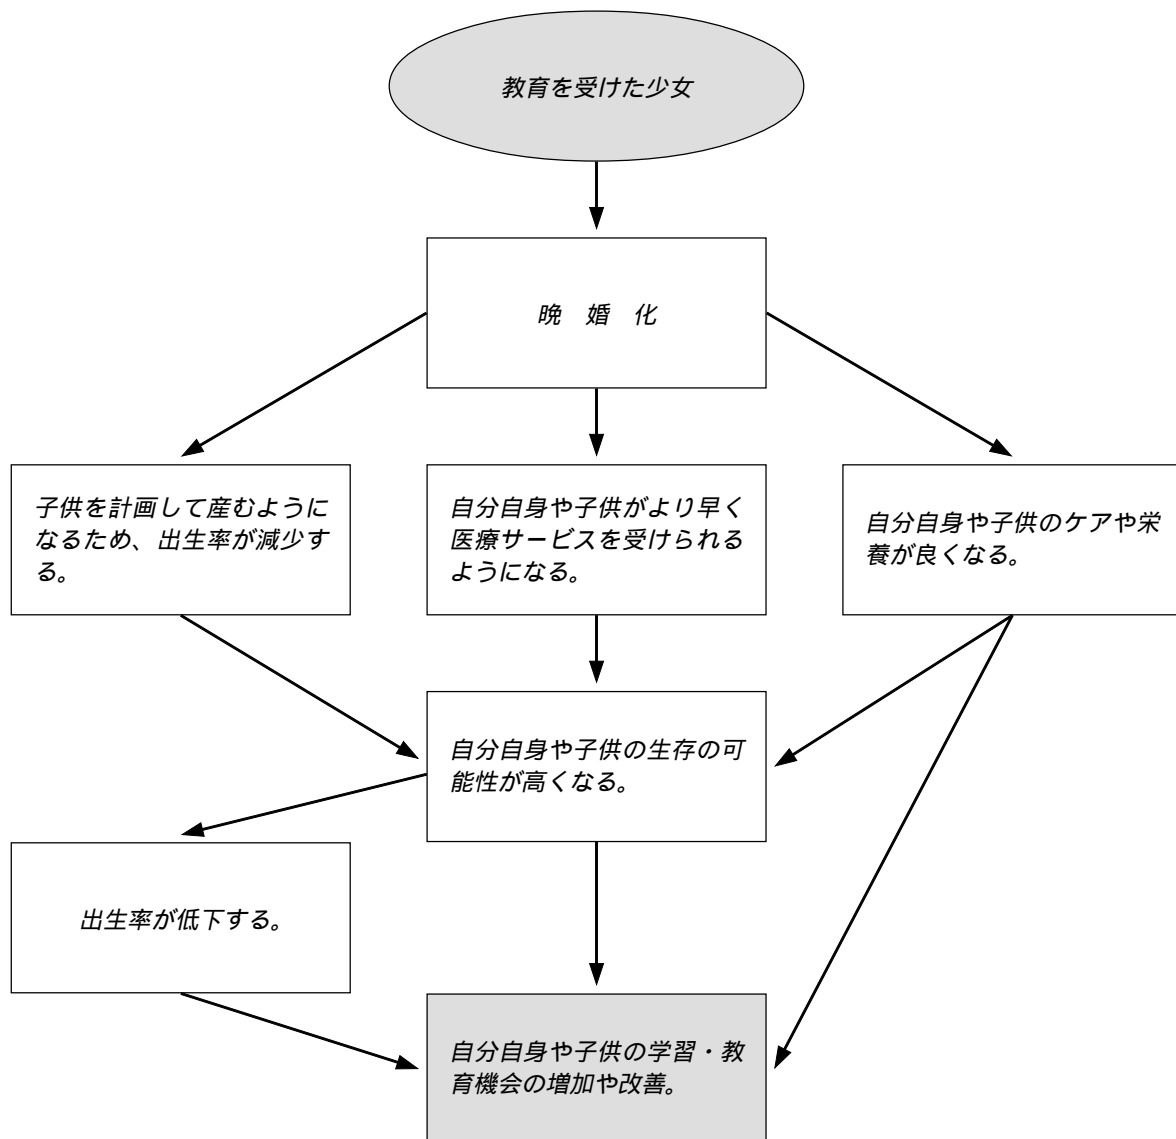 教育を受けた少女
晩　婚　化
子供を計画して産むように
なるため、出生率が減少す
る。
自分自身や子供がより早く
医療サービスを受けられる
ようになる。
自分自身や子供のケアや栄
養が良くなる。
自分自身や子供の生存の可
能性が高くなる。
出生率が低下する。
自分自身や子供の学習・教
育機会の増加や改善。